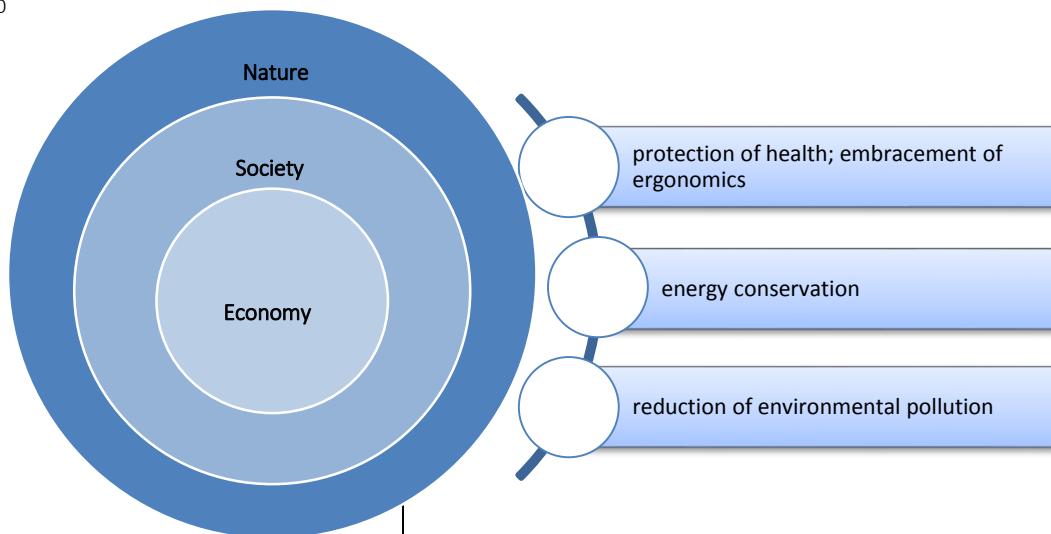 Nature
Society
Economy
protection of health; embracement of
ergonomics
energy conservation
reduction of environmental pollution